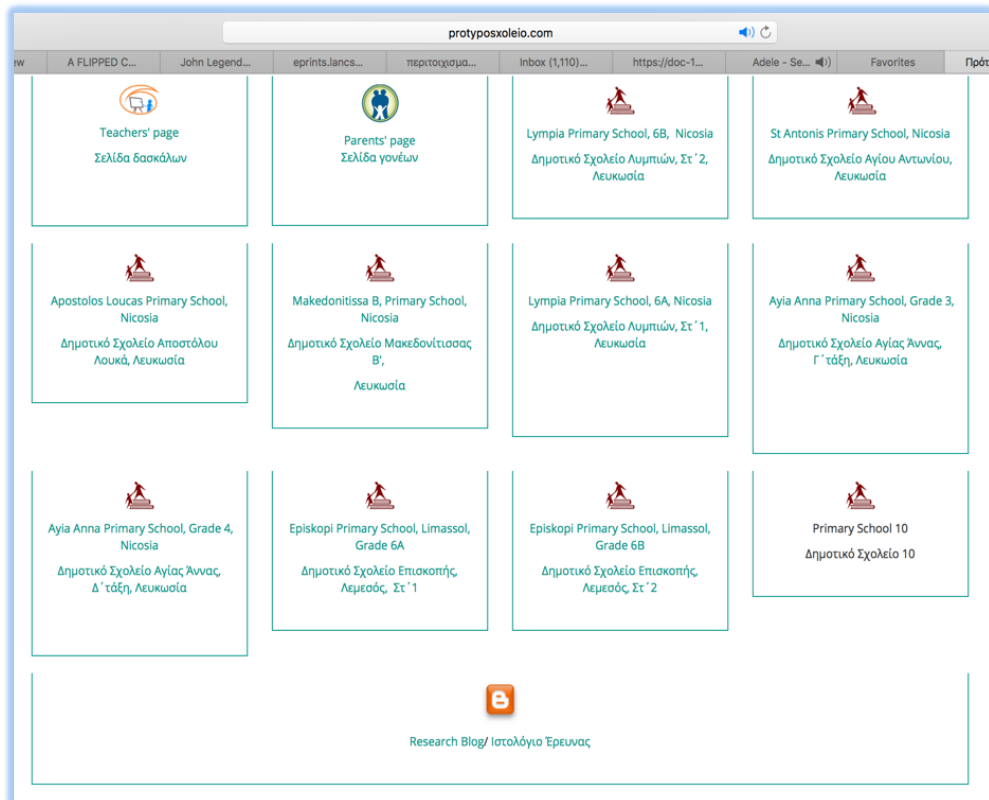 protyposxoleio.com
ew
A FLIPPED C...
John Legend...
eprints.lancs...
περιτοιχισμα...
Inbox (1,110)...
https://doc-1...
Adele - Se...
Favorites
Πρότ
Teachers' page
Σελίδα δασκάλων
Parents' page
Σελίδα γονέων
Lympia Primary School, 6B, Nicosia
Δημοτικό Σχολείο Λυμπιών, Στ΄2,
Λευκωσία
St Antonis Primary School, Nicosia
Δημοτικό Σχολείο Αγίου Αντωνίου,
Λευκωσία
Apostolos Loucas Primary School,
Nicosia
Δημοτικό Σχολείο Αποστόλου
Λουκά, Λευκωσία
Makedonitissa B, Primary School,
Nicosia
Δημοτικό Σχολείο Μακεδονίτισσας
Β',
Λευκωσία
Lympia Primary School, 6A, Nicosia
Δημοτικό Σχολείο Λυμπιών, Στ΄1,
Λευκωσία
Ayia Anna Primary School, Grade 3,
Nicosia
Δημοτικό Σχολείο Αγίας Άννας,
Γ΄τάξη, Λευκωσία
Ayia Anna Primary School, Grade 4,
Nicosia
Δημοτικό Σχολείο Αγίας Άννας,
Δ΄τάξη, Λευκωσία
Episkopi Primary School, Limassol,
Grade 6A
Δημοτικό Σχολείο Επισκοπής,
Λεμεσός, Στ΄1
Episkopi Primary School, Limassol,
Grade 6B
Δημοτικό Σχολείο Επισκοπής,
Λεμεσός, Στ΄2
Primary School 10
Δημοτικό Σχολείο 10
Research Blog/ Ιστολόγιο Έρευνας